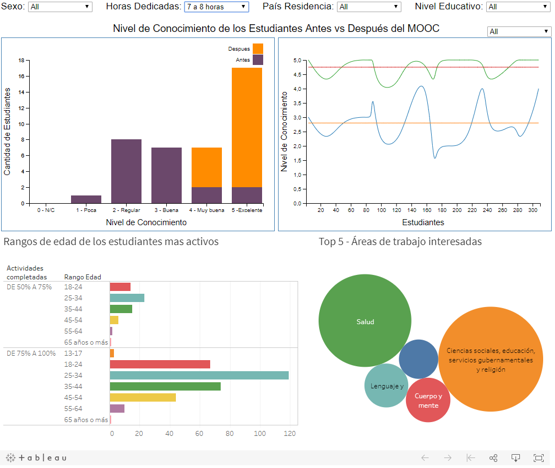 Sexo: All Horas Dedicadas: 7 a 8 horas País Residencia: All Nivel Educativo: All
Nivel de Conocimiento de los Estudiantes Antes vs Después del MOOC
All
Despues
Antes
Cantidad de Estudiantes
18
16
14
12
10
8
6
4
2
0
0 - N/C 1 - Poca 2 - Regular 3 - Buena 4 - Muy buena 5 -Excelente
Nivel de Conocimiento
Nivel de Conocimiento
5.0
4.5
4.0
3.5
3.0
2.5
2.0
1.5
1.0
0.5
0.0
20 40 60 80 100 120 140 160 180 200 220 240 260 280 300
Estudiantes
Rangos de edad de los estudiantes mas activos
Actividades
completadas Rango Edad
DE 50% A 75% 18-24
25-34
35-44
45-54
55-64
65 años o más
DE 75% A 100% 13-17
18-24
25-34
35-44
45-54
55-64
65 años o más
0 20 40 60 80 100 120
Top 5 - Áreas de trabajo interesadas
Salud
Ciencias sociales, educación,
servicios gubernamentales
y religión
Lenguaje y
Cuerpo y
mente
+ableau